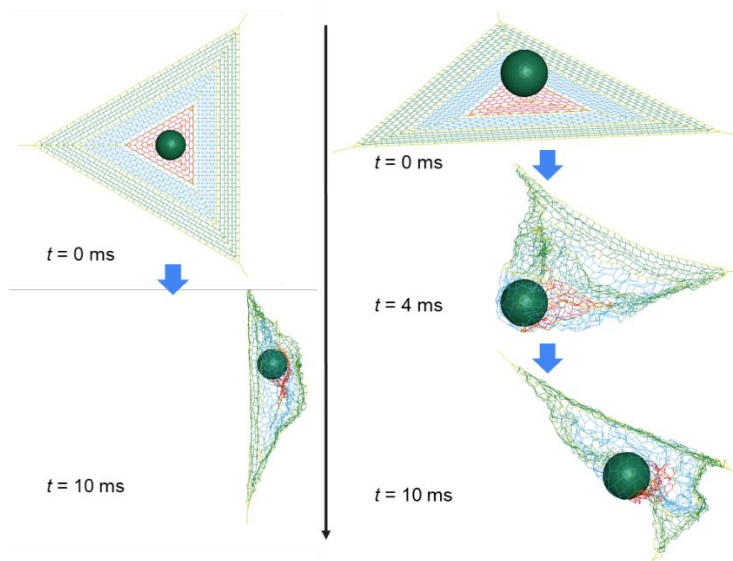 t = 0 ms
t = 10 ms
t = 0 ms
t = 4 ms
t = 10 ms